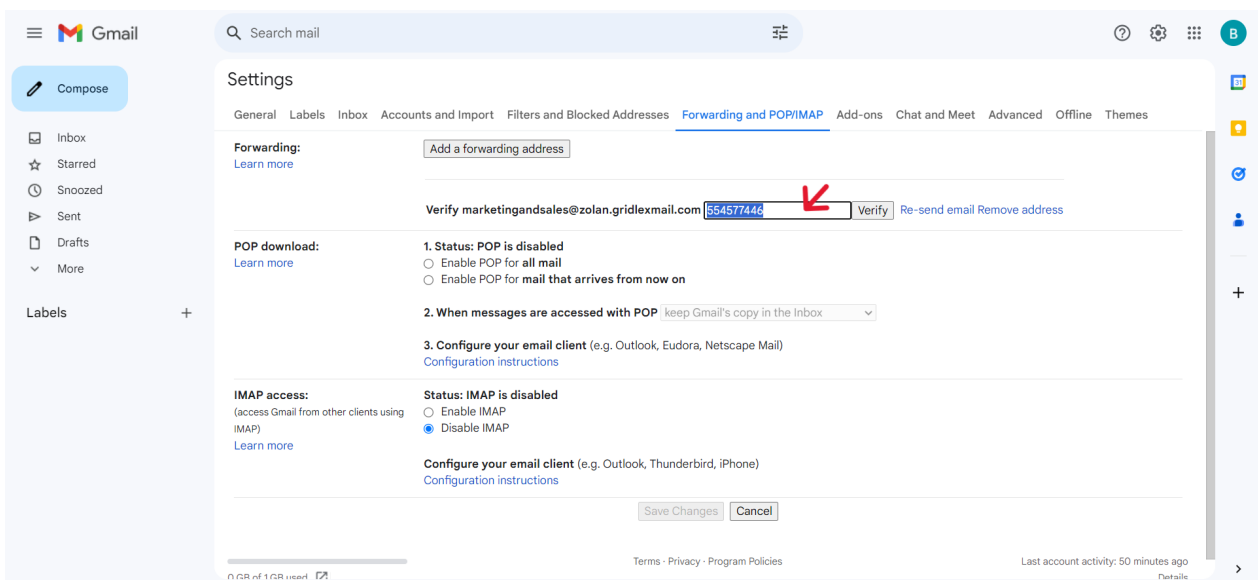 Gmail
Search mail
B
Compose
Inbox
Starred
Snoozed
Sent
Drafts
More
Labels
Settings
General Labels Inbox Accounts and Import Filters and Blocked Addresses Forwarding and POP/IMAP Add-ons Chat and Meet Advanced Offline Themes
Forwarding:
Learn more
Add a forwarding address
Verify marketingandsales@zolan.gridlexmail.com 554577446 Verify Re-send email Remove address
POP download:
Learn more
1. Status: POP is disabled
Enable POP for all mail
Enable POP for mail that arrives from now on
2. When messages are accessed with POP keep Gmail's copy in the Inbox
3. Configure your email client (e.g. Outlook, Eudora, Netscape Mail)
Configuration instructions
IMAP access:
(access Gmail from other clients using
IMAP)
Learn more
Status: IMAP is disabled
Enable IMAP
Disable IMAP
Configure your email client (e.g. Outlook, Thunderbird, iPhone)
Configuration instructions
Save Changes Cancel
0 GB of 1 GB used
Terms · Privacy · Program Policies
Last account activity: 50 minutes ago
Details
31